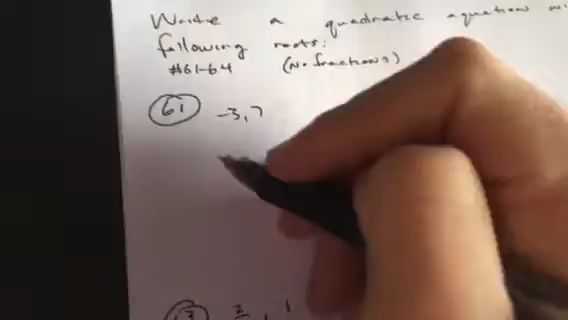 Write a quadratic equation
following roots:
#61-64 (No fractions)
61 -3, 7